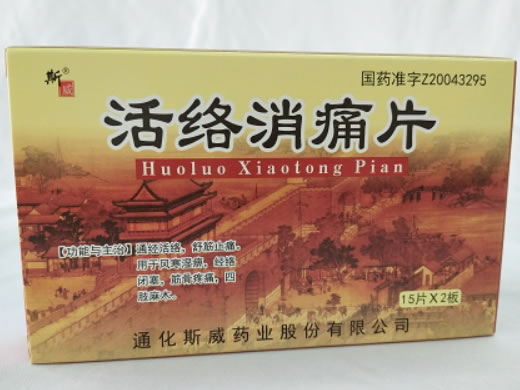 斯威®
国药准字Z20043295
活络消痛片
Huoluo Xiaotong Pian
【功能与主治】通经活络，舒筋止痛，
用于风寒湿痹，经络
闭塞，筋骨疼痛，四
肢麻木。
15片X2板
通化斯威药业股份有限公司